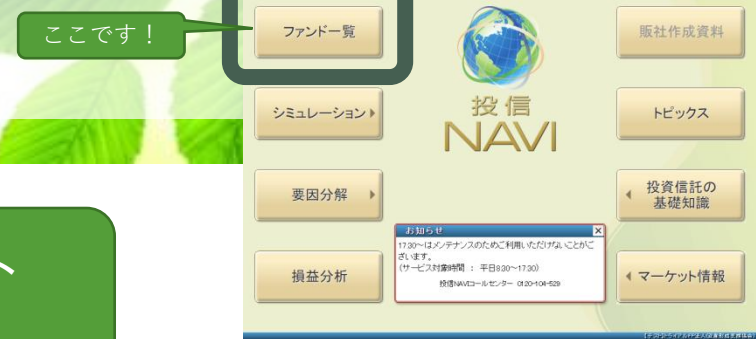 ここです！
ファンド一覧
シミュレーション
要因分解
損益分析
投信
NAVI
販社作成資料
トピックス
投資信託の
基礎知識
マーケット情報
お知らせ
17:30～はメンテナンスのためご利用いただけないことがご
ざいます。
(サービス対象時間 : 平日8:30～17:30)
投信NAVIコールセンター 0120-104-529